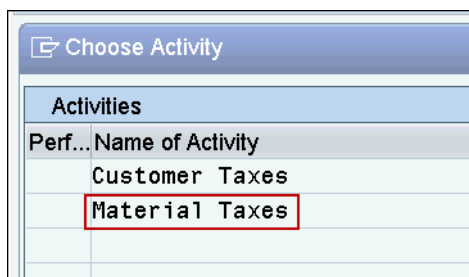 Choose Activity
Activities
Perf... Name of Activity
Customer Taxes
Material Taxes